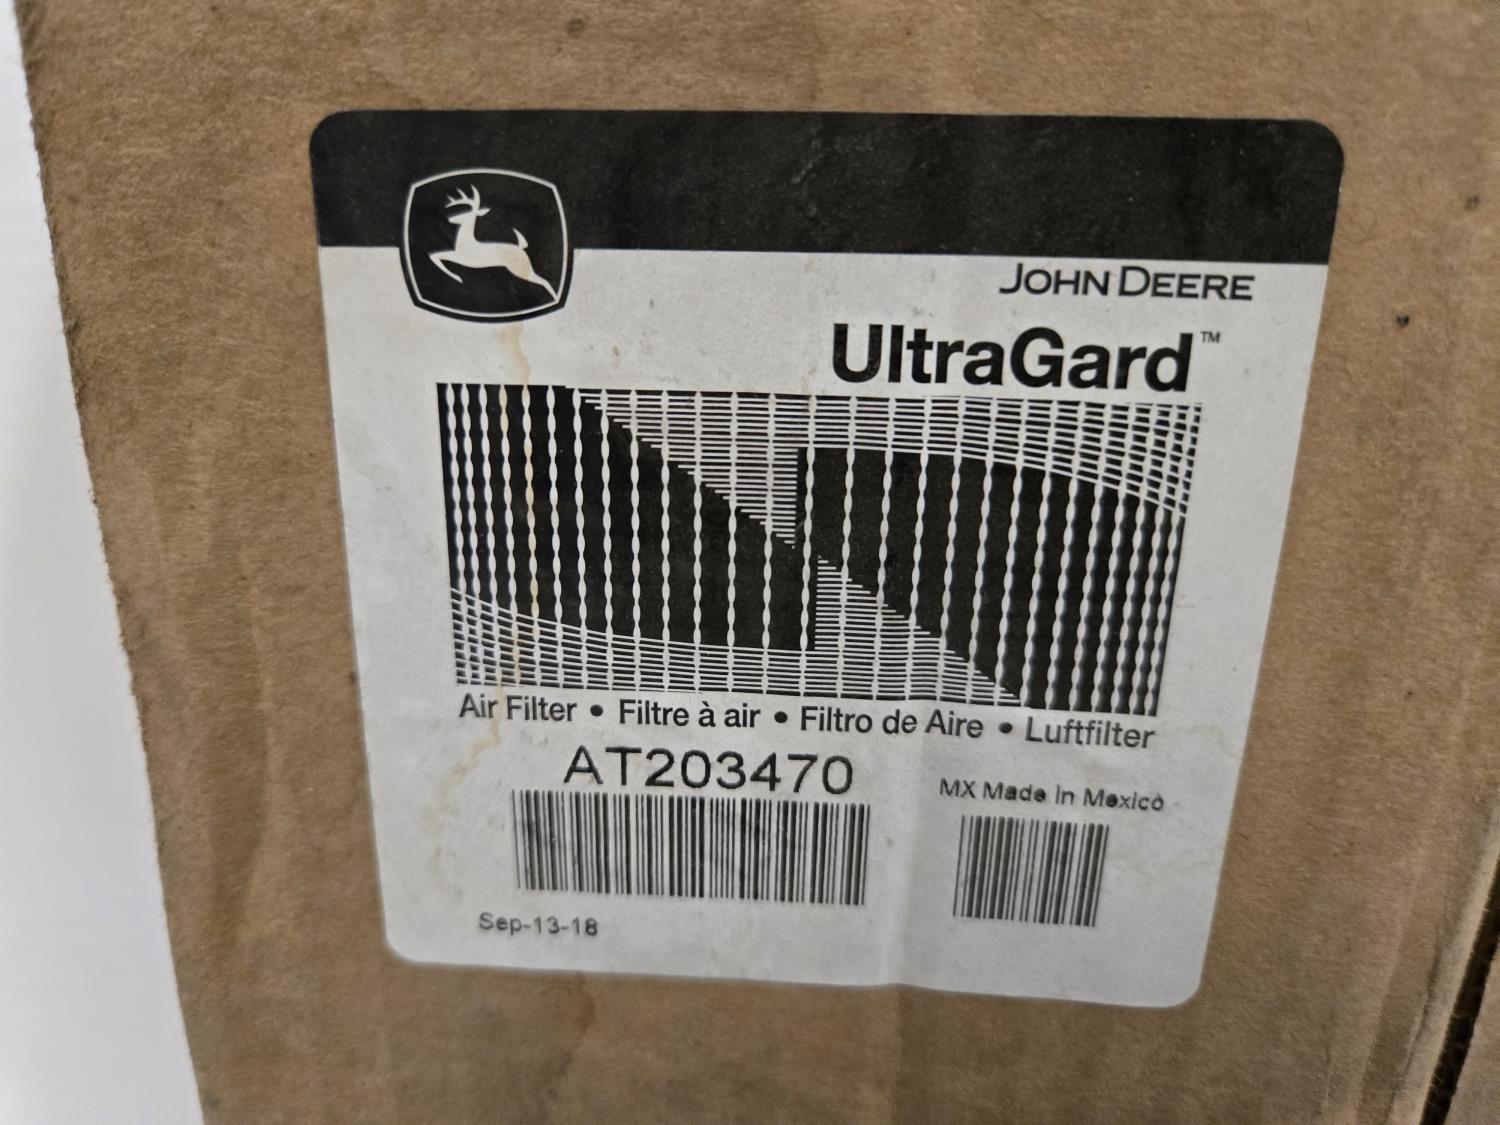 JOHN DEERE
UltraGard™
Air Filter • Filtre à air • Filtro de Aire • Luftfilter
AT203470
MX Made In Mexico
Sep-13-18